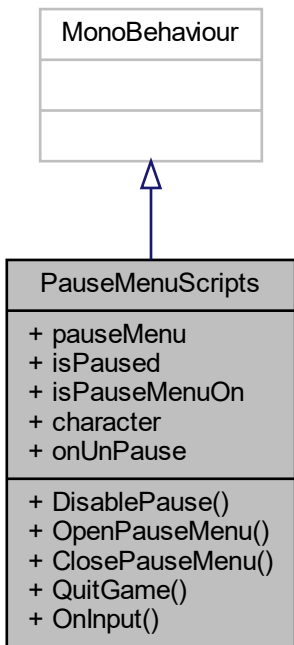 MonoBehaviour
PauseMenuScripts
+ pauseMenu
+ isPaused
+ isPauseMenuOn
+ character
+ onUnPause
+ DisablePause()
+ OpenPauseMenu()
+ ClosePauseMenu()
+ QuitGame()
+ OnInput()